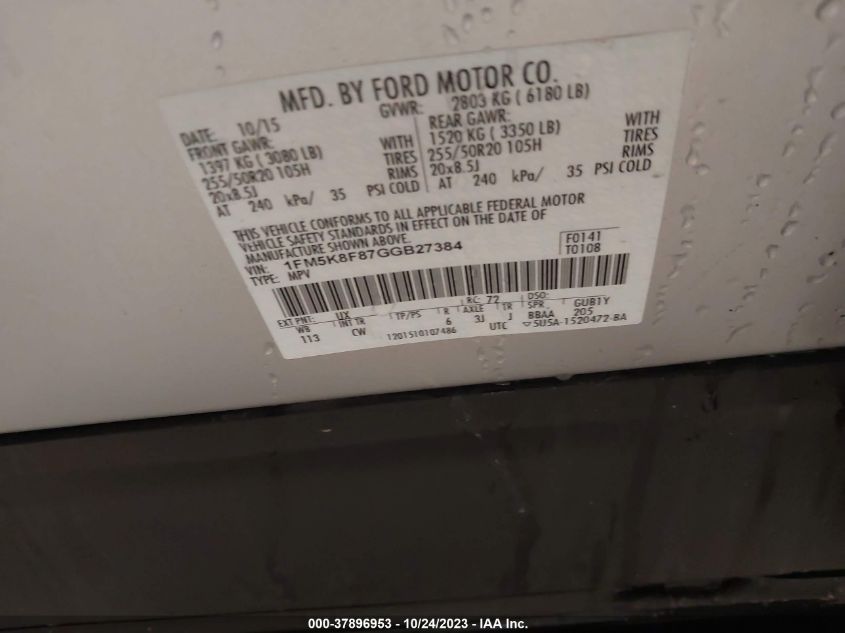 MFD. BY FORD MOTOR CO.
DATE: 10/15 GVWR: 2803 KG ( 6180 LB)
FRONT GAWR: REAR GAWR:
1397 KG ( 3080 LB) WITH 1520 KG ( 3350 LB) WITH
255/50R20 105H TIRES 255/50R20 105H TIRES
20x8.5J RIMS 20x8.5J RIMS
AT 240 kPa/ 35 PSI COLD AT 240 kPa/ 35 PSI COLD
THIS VEHICLE CONFORMS TO ALL APPLICABLE FEDERAL MOTOR
VEHICLE SAFETY STANDARDS IN EFFECT ON THE DATE OF
MANUFACTURE SHOWN ABOVE.
VIN: 1FM5K8F87GGB27384 F0141
TYPE: MPV T0108
EXT PNT: UX RC: 72 DSO:
WB INT TR TP/PS R AXLE TR SPR GUB1Y
113 CW 6 3J J BBAA 205
1201510107486 UTC ▽5U5A-1520472-BA
000-37896953 - 10/24/2023 - IAA Inc.